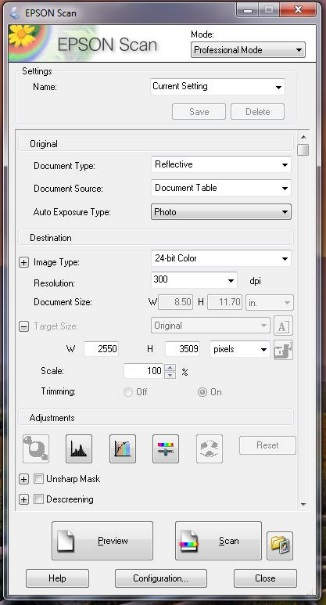 EPSON Scan
EPSON Scan
Mode:
Professional Mode
Settings
Name: Current Setting
Save Delete
Original
Document Type: Reflective
Document Source: Document Table
Auto Exposure Type: Photo
Destination
Image Type: 24-bit Color
Resolution: 300 dpi
Document Size: W 8.50 H 11.70 in.
Target Size: Original A
W 2550 H 3509 pixels
Scale: 100 %
Trimming: Off On
Adjustments
Reset
Unsharp Mask
Descreening
Preview Scan
Help Configuration... Close